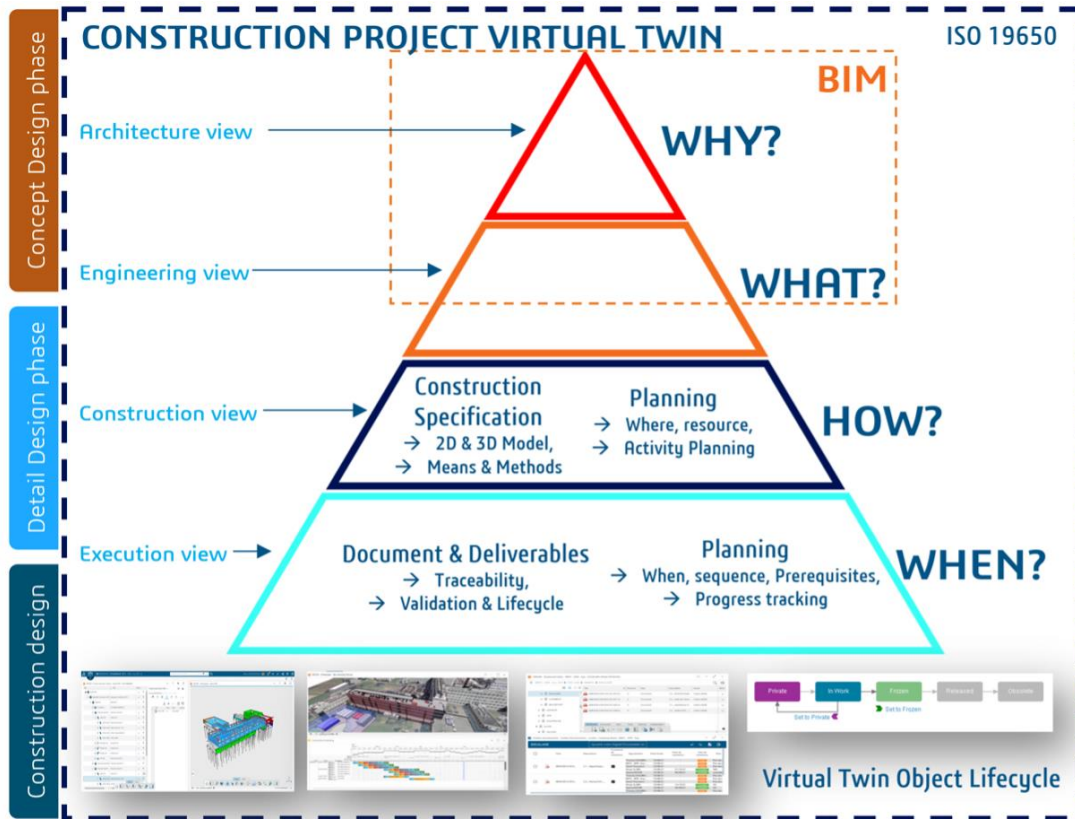 CONSTRUCTION PROJECT VIRTUAL TWIN
ISO 19650
BIM
Concept Design phase
Architecture view
WHY?
Engineering view
WHAT?
Detail Design phase
Construction view
Construction
Specification
→ 2D & 3D Model,
→ Means & Methods
Planning
→ Where, resource,
→ Activity Planning
HOW?
Construction design
Execution view
Document & Deliverables
→ Traceability,
→ Validation & Lifecycle
Planning
→ When, sequence, Prerequisites,
→ Progress tracking
WHEN?
Private
In Work
Frozen
Released
Obsolete
Set to Private
Set to Frozen
Virtual Twin Object Lifecycle